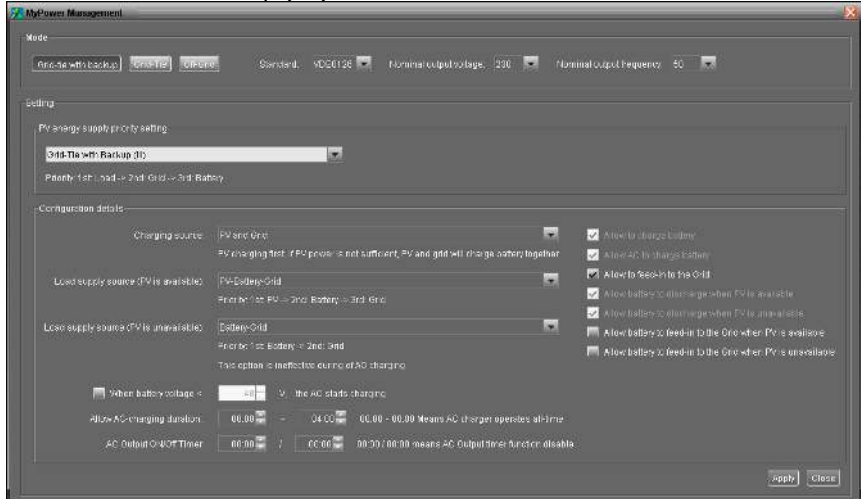 MyPower Management
Mode
Grid-tie with backup Grid-Tie Off-Grid Standard: VDE0126 Nominal output voltage: 230 Nominal output frequency 50
Setting
PV energy supply priority setting
Grid-Tie with Backup (II)
Priority: 1st: Load -> 2nd: Grid -> 3rd: Battery
Configuration details
Charging source: PV and Grid
PV charging first. If PV power is not sufficient, PV and grid will charge battery together
Load supply source (PV is available) PV-Battery-Grid
Priority: 1st: PV -> 2nd: Battery -> 3rd: Grid
Load supply source (PV is unavailable) Battery-Grid
Priority: 1st: Battery -> 2nd: Grid
This option is ineffective during of AC charging
Allow to charge battery
Allow AC to charge battery
Allow to feed-in to the Grid
Allow battery to discharge when PV is available
Allow battery to discharge when PV is unavailable
Allow battery to feed-in to the Grid when PV is available
Allow battery to feed-in to the Grid when PV is unavailable
When battery voltage < 48 V, the AC starts charging
Allow AC-charging duration: 00:00 – 04:00 00:00 - 00:00 Means AC charger operates all-time
AC Output ON/Off Timer 00:00 / 00:00 00:00 / 00:00 means AC Output timer function disable
Apply Close